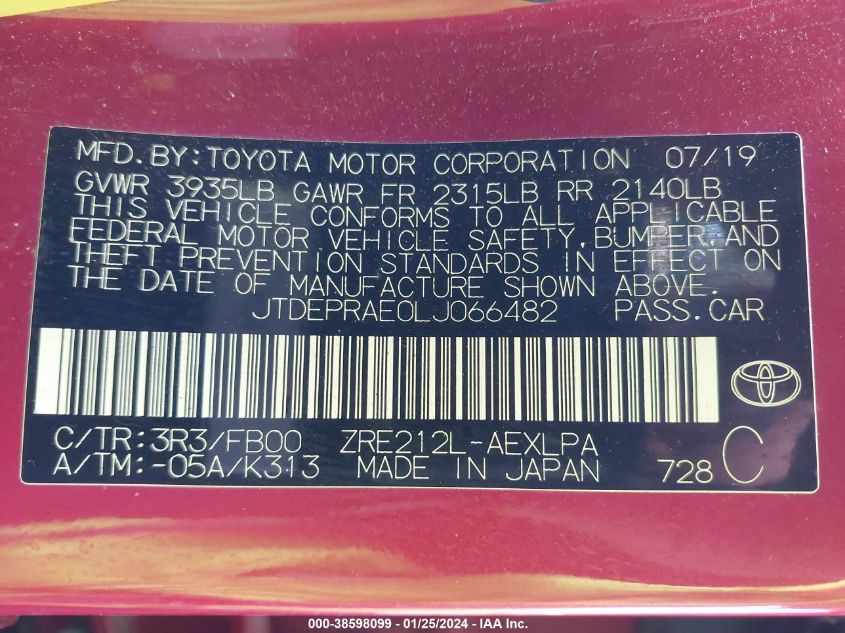 MFD.BY:TOYOTA MOTOR CORPORATION 07/19
GVWR 3935LB GAWR FR 2315LB RR 2140LB
THIS VEHICLE CONFORMS TO ALL APPLICABLE
FEDERAL MOTOR VEHICLE SAFETY,BUMPER,AND
THEFT PREVENTION STANDARDS IN EFFECT ON
THE DATE OF MANUFACTURE SHOWN ABOVE.
JTDEPRAE0LJ066482 PASS.CAR
C/TR:3R3/FB00 ZRE212L-AEXLPA
A/TM:-05A/K313 MADE IN JAPAN 728 C
000-38598099 - 01/25/2024 - IAA Inc.